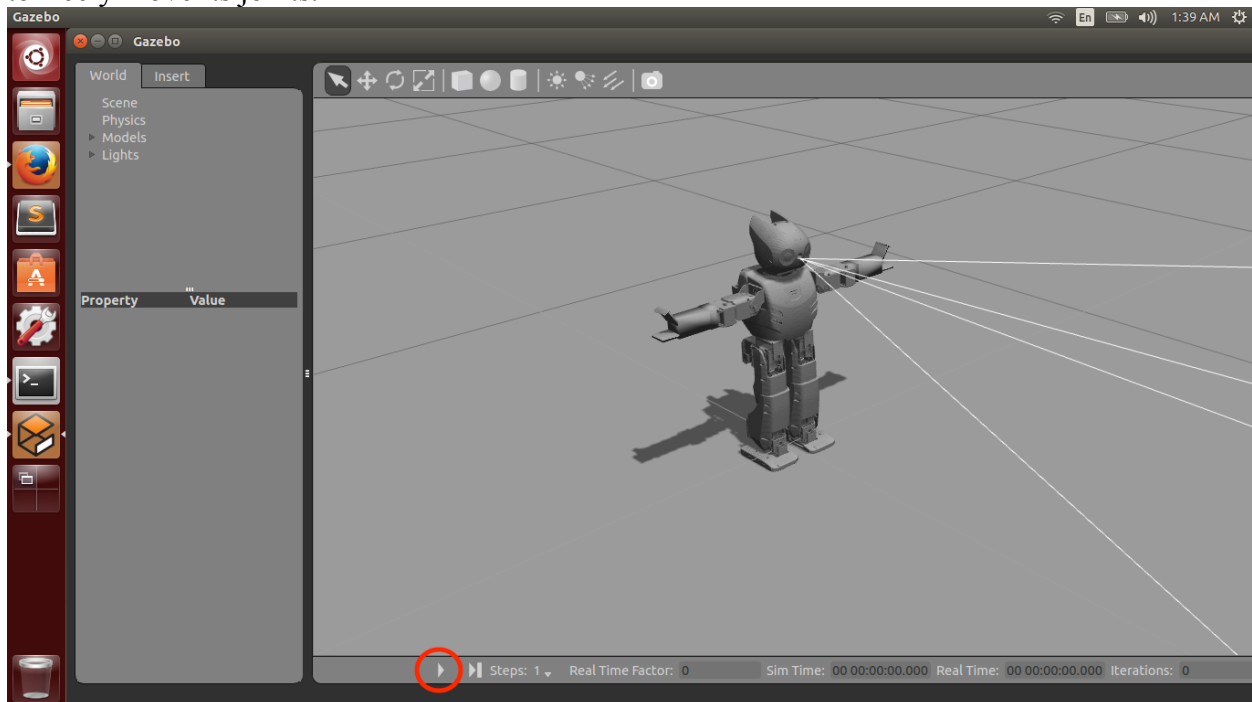 Gazebo
En
1:39 AM
Gazebo
World Insert
Scene
Physics
Models
Lights
Property Value
Steps: 1 Real Time Factor: 0 Sim Time: 00 00:00:00.000 Real Time: 00 00:00:00.000 Iterations: 0